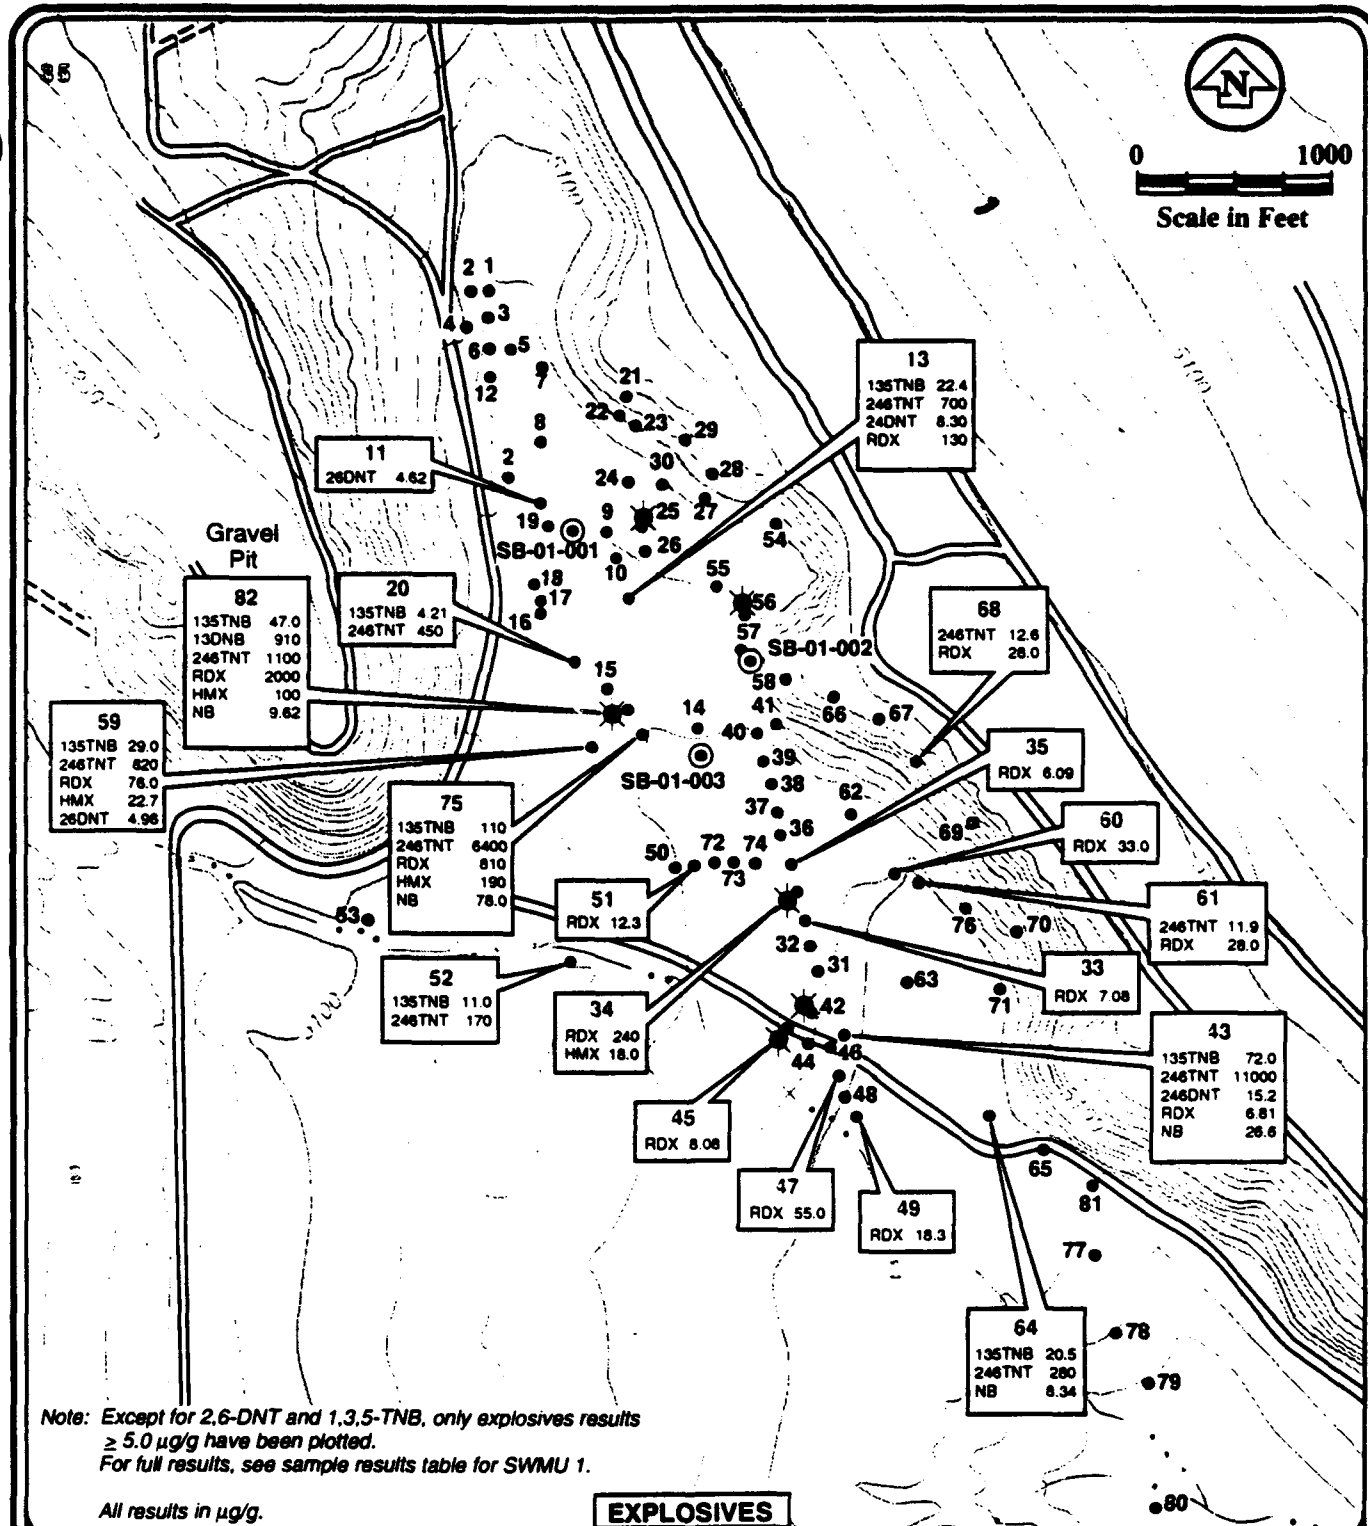 85
N
0 1000
Scale in Feet
5100
5100
2 1
3
4
6 5
7
12
21
22 23
8
29
2
24 30 28
27
9 25
19
SB-01-001
26
10
54
18
17
16
55
56
57
SB-01-002
58
15
14
41
40
66 67
39
38
SB-01-003
37
36
62
69
50 72 74
73
53
32
31
76 70
63
71
42
44 46
48
65
81
77
78
79
80
5100
13
135TNB 22.4
246TNT 700
24DNT 8.30
RDX 130
11
26DNT 4.62
Gravel
Pit
82
135TNB 47.0
13DNB 910
246TNT 1100
RDX 2000
HMX 100
NB 9.62
20
135TNB 4.21
246TNT 450
68
246TNT 12.6
RDX 26.0
59
135TNB 29.0
246TNT 820
RDX 76.0
HMX 22.7
26DNT 4.96
75
135TNB 110
246TNT 6400
RDX 810
HMX 190
NB 78.0
35
RDX 6.09
60
RDX 33.0
51
RDX 12.3
61
246TNT 11.9
RDX 28.0
52
135TNB 11.0
246TNT 170
34
RDX 240
HMX 18.0
33
RDX 7.08
43
135TNB 72.0
246TNT 11000
246DNT 15.2
RDX 6.81
NB 26.6
45
RDX 8.08
47
RDX 55.0
49
RDX 18.3
64
135TNB 20.5
246TNT 280
NB 8.34
Note: Except for 2,6-DNT and 1,3,5-TNB, only explosives results
≥ 5.0 µg/g have been plotted.
For full results, see sample results table for SWMU 1.
All results in µg/g.
EXPLOSIVES